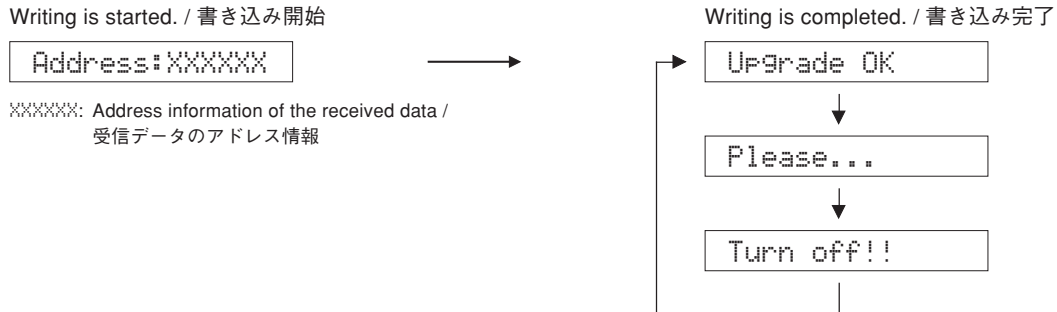 Writing is started. / 書き込み開始
Address:XXXXXX
XXXXXX: Address information of the received data /
受信データのアドレス情報
Writing is completed. / 書き込み完了
Upgrade OK
Please...
Turn off!!